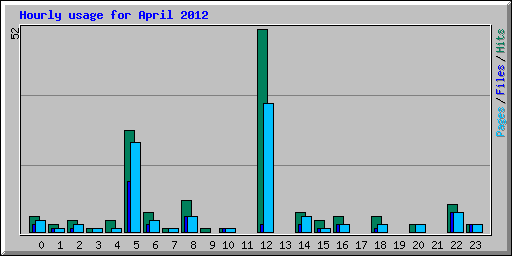 Hourly usage for April 2012
52
Pages/Files/Hits
0 1 2 3 4 5 6 7 8 9 10 11 12 13 14 15 16 17 18 19 20 21 22 23